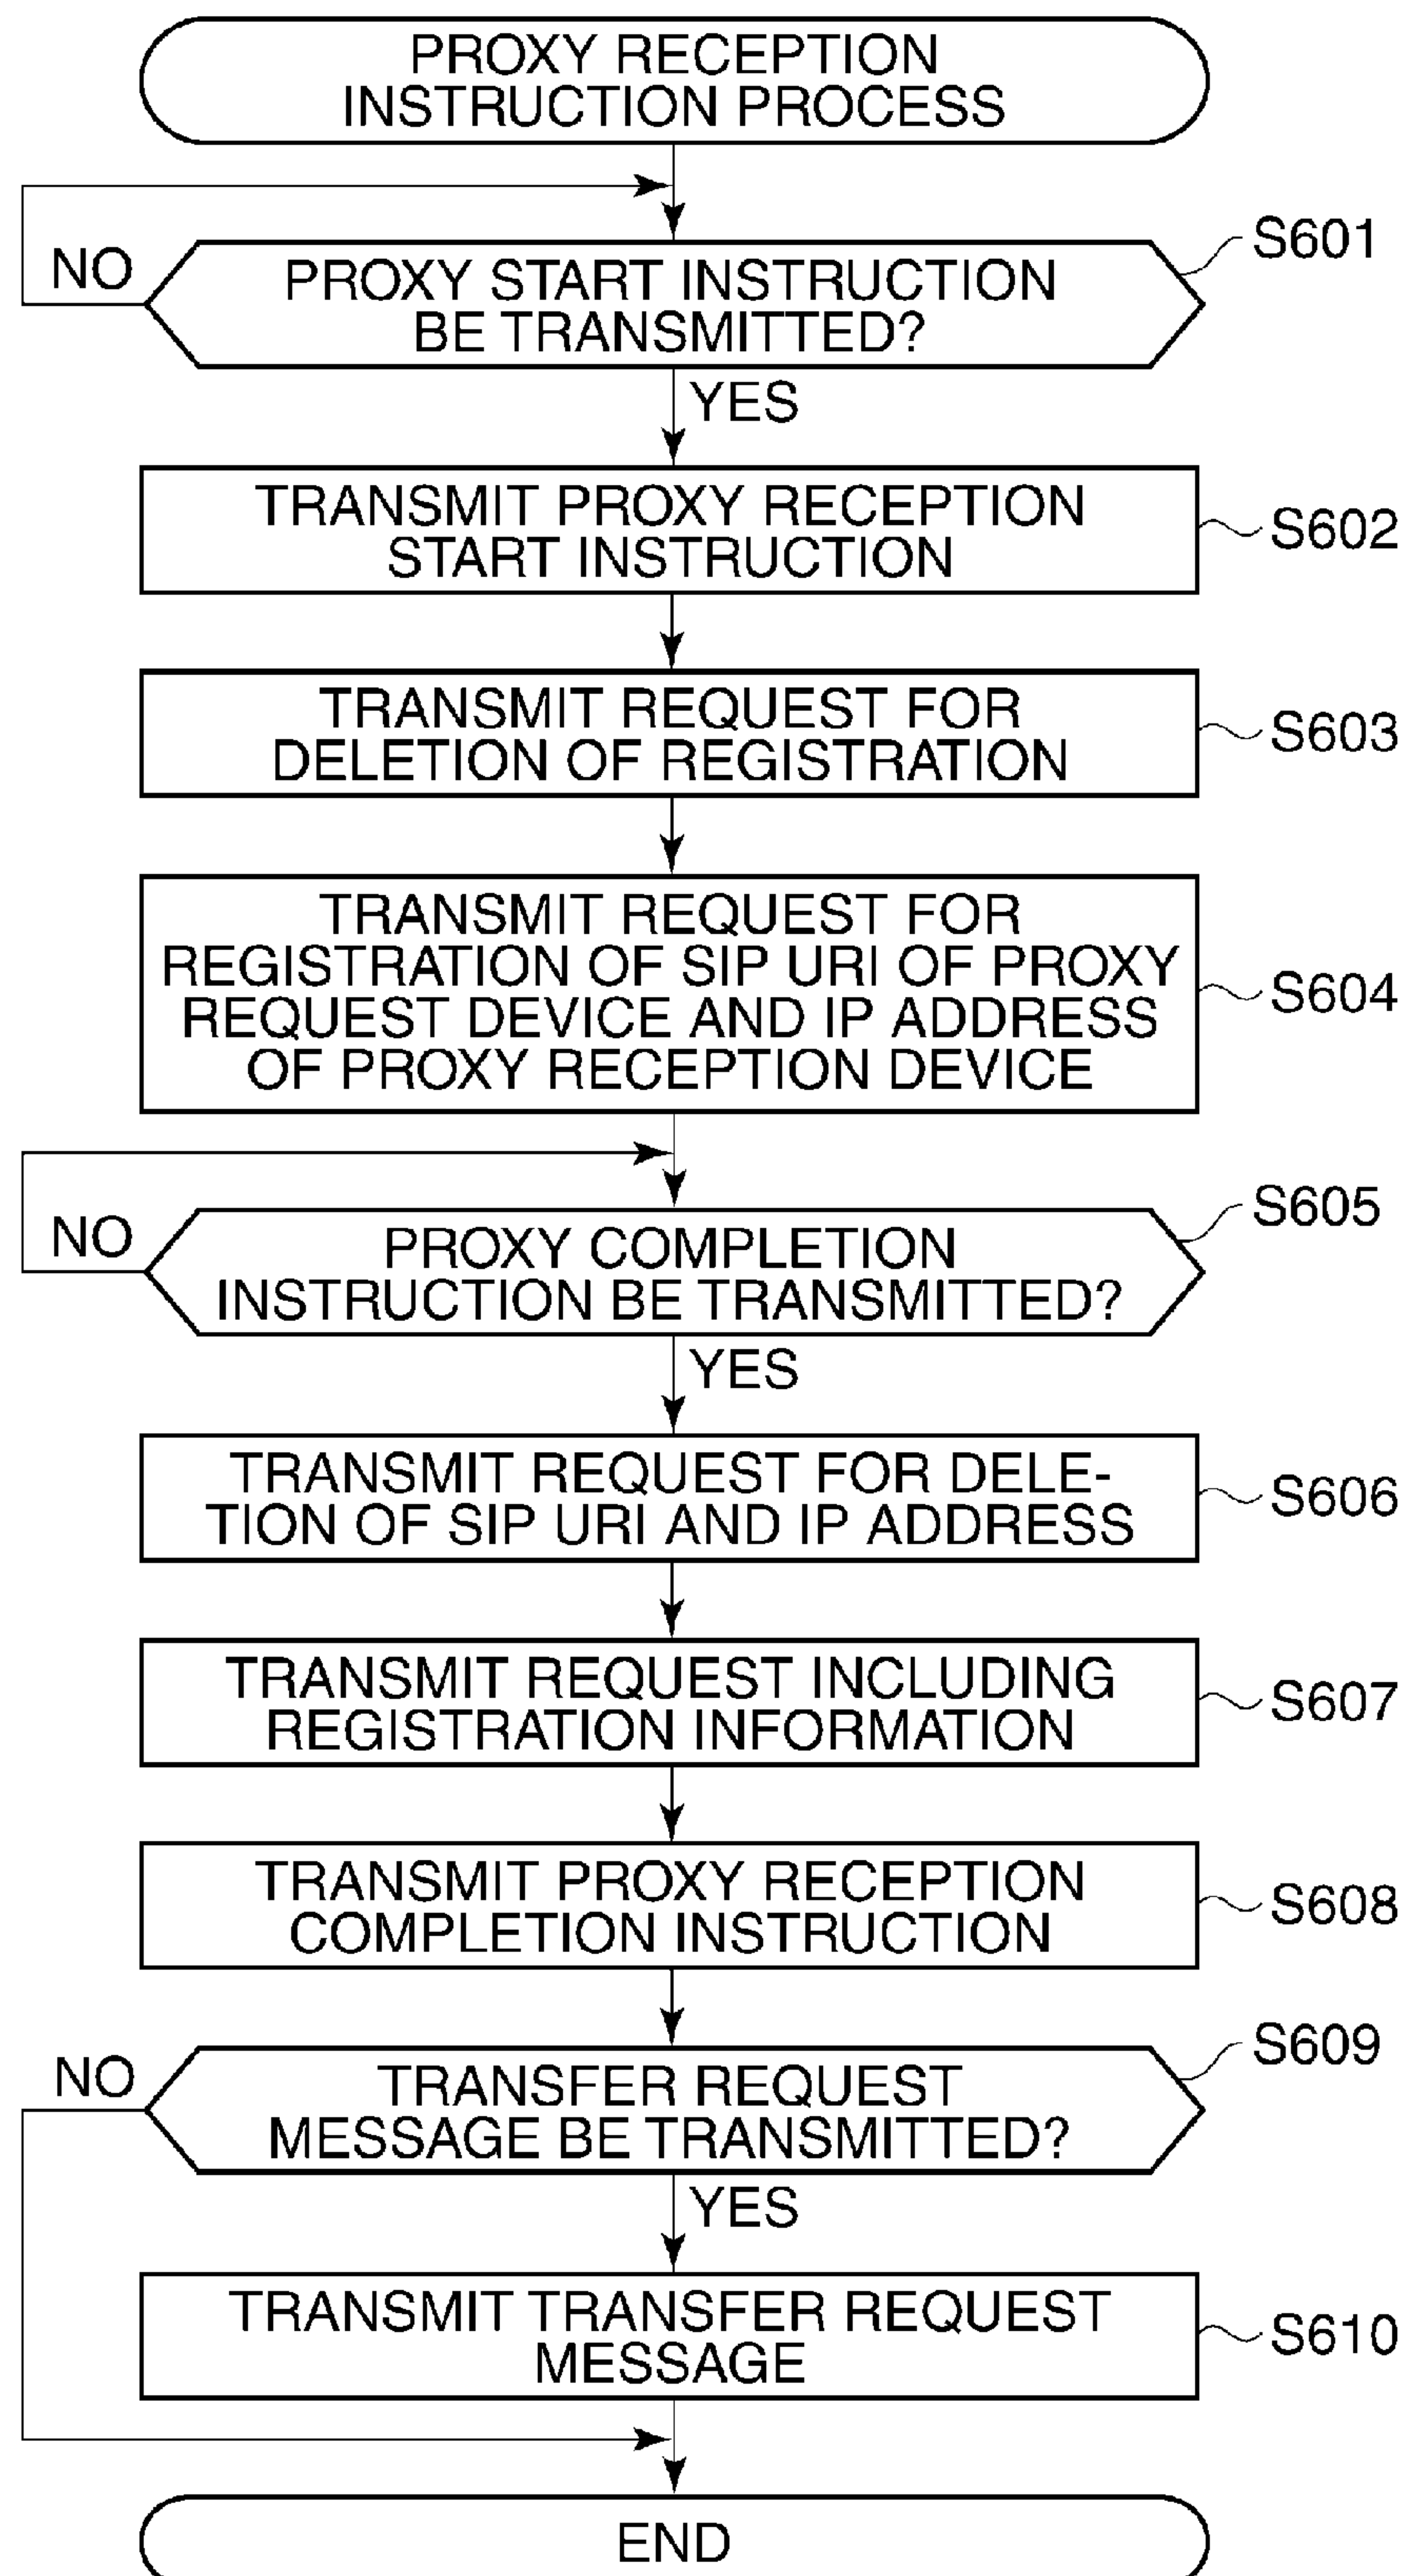 PROXY RECEPTION
INSTRUCTION PROCESS
S601
NO
PROXY START INSTRUCTION
BE TRANSMITTED?
YES
TRANSMIT PROXY RECEPTION
START INSTRUCTION
S602
TRANSMIT REQUEST FOR
DELETION OF REGISTRATION
S603
TRANSMIT REQUEST FOR
REGISTRATION OF SIP URI OF PROXY
REQUEST DEVICE AND IP ADDRESS
OF PROXY RECEPTION DEVICE
S604
S605
NO
PROXY COMPLETION
INSTRUCTION BE TRANSMITTED?
YES
TRANSMIT REQUEST FOR DELE-
TION OF SIP URI AND IP ADDRESS
S606
TRANSMIT REQUEST INCLUDING
REGISTRATION INFORMATION
S607
TRANSMIT PROXY RECEPTION
COMPLETION INSTRUCTION
S608
S609
NO
TRANSFER REQUEST
MESSAGE BE TRANSMITTED?
YES
TRANSMIT TRANSFER REQUEST
MESSAGE
S610
END